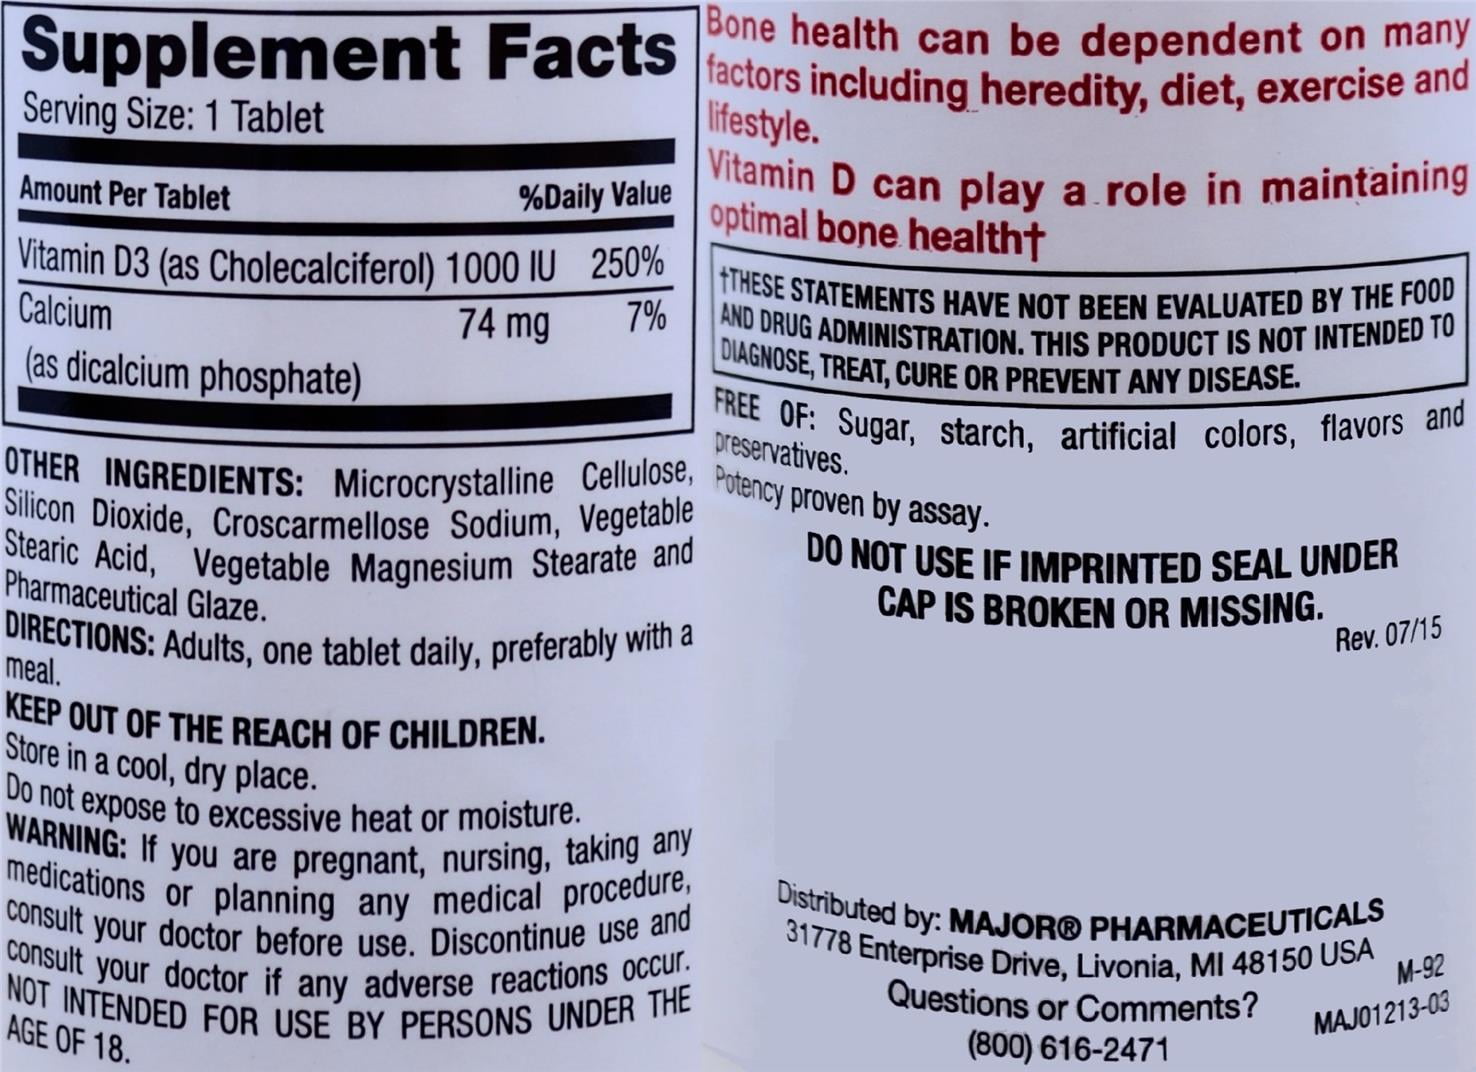 Supplement Facts
Serving Size: 1 Tablet
Amount Per Tablet %Daily Value
Vitamin D3 (as Cholecalciferol) 1000 IU 250%
Calcium 74 mg 7%
(as dicalcium phosphate)
OTHER INGREDIENTS: Microcrystalline Cellulose,
Silicon Dioxide, Croscarmellose Sodium, Vegetable
Stearic Acid, Vegetable Magnesium Stearate and
Pharmaceutical Glaze.
DIRECTIONS: Adults, one tablet daily, preferably with a
meal.
KEEP OUT OF THE REACH OF CHILDREN.
Store in a cool, dry place.
Do not expose to excessive heat or moisture.
WARNING: If you are pregnant, nursing, taking any
medications or planning any medical procedure,
consult your doctor before use. Discontinue use and
consult your doctor if any adverse reactions occur.
NOT INTENDED FOR USE BY PERSONS UNDER THE
AGE OF 18.
Bone health can be dependent on many
factors including heredity, diet, exercise and
lifestyle.
Vitamin D can play a role in maintaining
optimal bone health†
†THESE STATEMENTS HAVE NOT BEEN EVALUATED BY THE FOOD
AND DRUG ADMINISTRATION. THIS PRODUCT IS NOT INTENDED TO
DIAGNOSE, TREAT, CURE OR PREVENT ANY DISEASE.
FREE OF: Sugar, starch, artificial colors, flavors and
preservatives.
Potency proven by assay.
DO NOT USE IF IMPRINTED SEAL UNDER
CAP IS BROKEN OR MISSING.
Rev. 07/15
Distributed by: MAJOR® PHARMACEUTICALS
31778 Enterprise Drive, Livonia, MI 48150 USA
M-92
Questions or Comments?
MAJ01213-03
(800) 616-2471